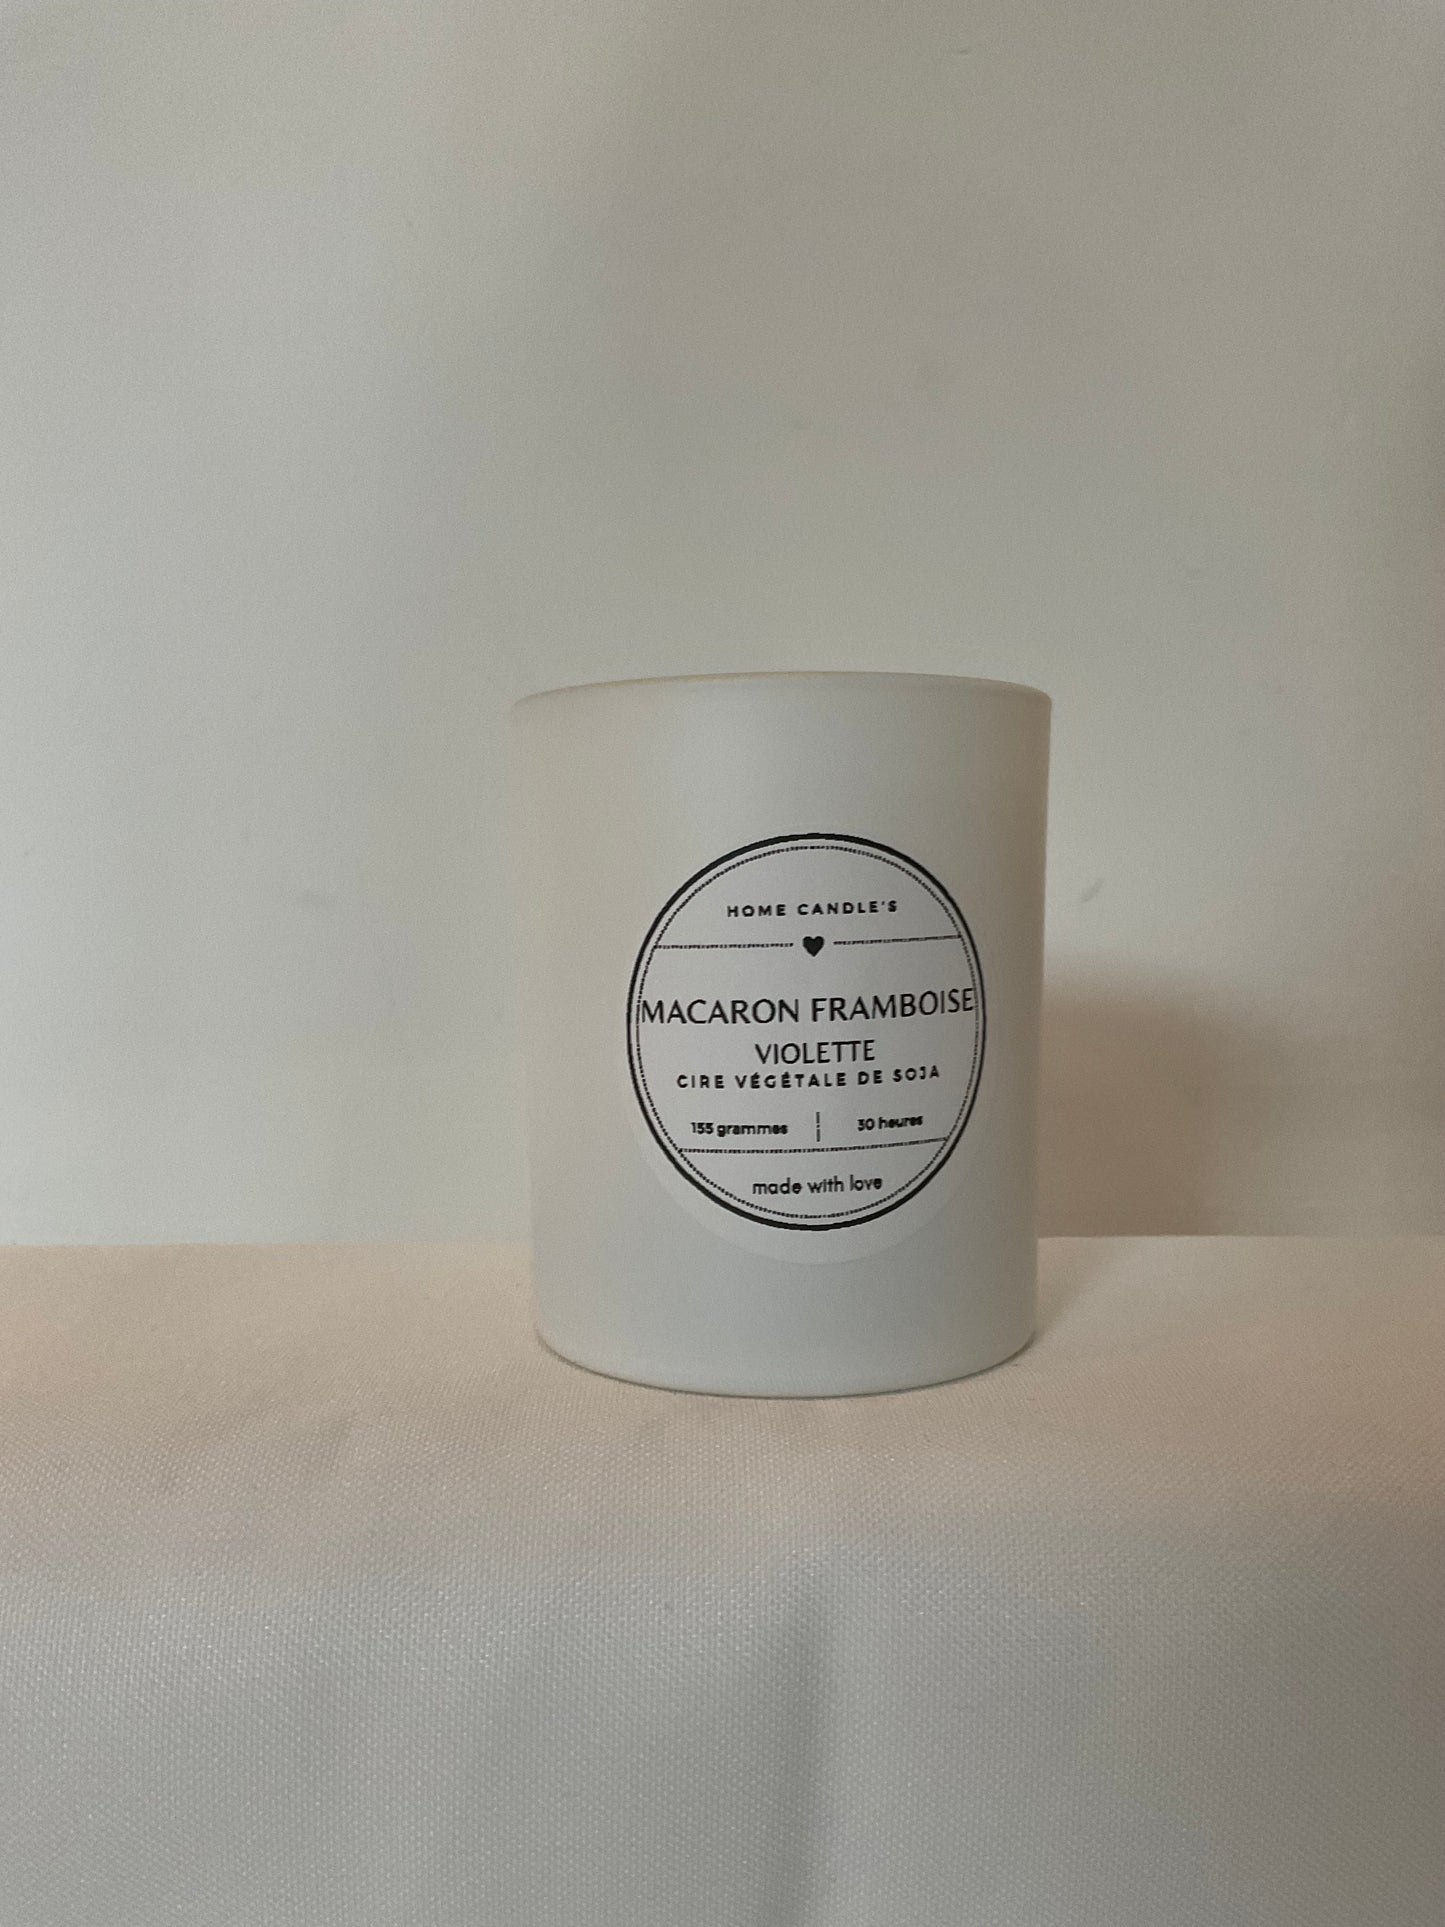 HOME CANDLE'S
MACARON FRAMBOISE
VIOLETTE
CIRE VÉGÉTALE DE SOJA
155 grammes 30 heures
made with love